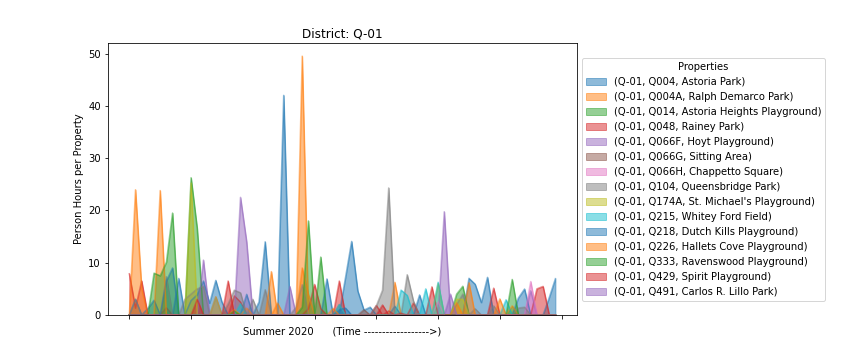 District: Q-01
Person Hours per Property
50
40
30
20
10
0
Summer 2020 (Time ------------------->)
Properties
(Q-01, Q004, Astoria Park)
(Q-01, Q004A, Ralph Demarco Park)
(Q-01, Q014, Astoria Heights Playground)
(Q-01, Q048, Rainey Park)
(Q-01, Q066F, Hoyt Playground)
(Q-01, Q066G, Sitting Area)
(Q-01, Q066H, Chappetto Square)
(Q-01, Q104, Queensbridge Park)
(Q-01, Q174A, St. Michael's Playground)
(Q-01, Q215, Whitey Ford Field)
(Q-01, Q218, Dutch Kills Playground)
(Q-01, Q226, Hallets Cove Playground)
(Q-01, Q333, Ravenswood Playground)
(Q-01, Q429, Spirit Playground)
(Q-01, Q491, Carlos R. Lillo Park)